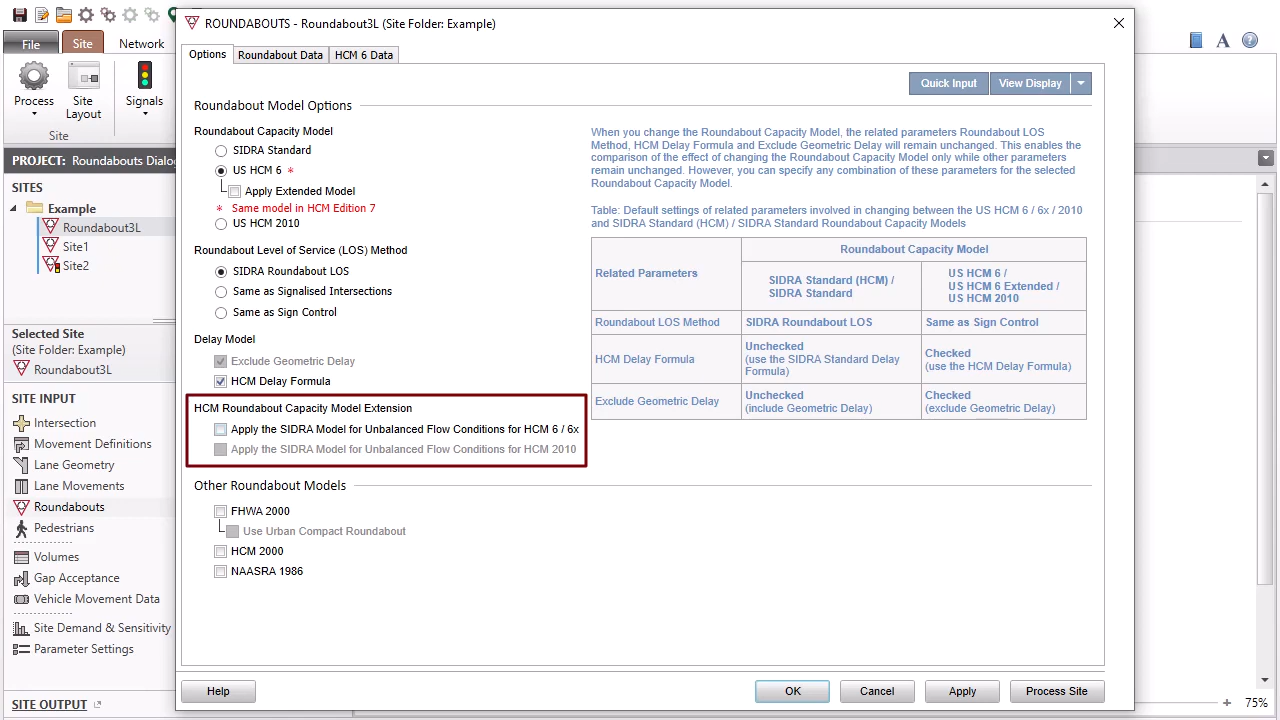 ROUNDABOUTS - Roundabout3L (Site Folder: Example)
File
Site
Network
Process
Site Layout
Signals
Site
PROJECT: Roundabouts Dialo
SITES
Example
Roundabout3L
Site1
Site2
Selected Site
(Site Folder: Example)
Roundabout3L
SITE INPUT
Intersection
Movement Definitions
Lane Geometry
Lane Movements
Roundabouts
Pedestrians
Volumes
Gap Acceptance
Vehicle Movement Data
Site Demand & Sensitivity
Parameter Settings
SITE OUTPUT
Options
Roundabout Data
HCM 6 Data
Quick Input
View Display
Roundabout Model Options
Roundabout Capacity Model
SIDRA Standard
US HCM 6 *
Apply Extended Model
* Same model in HCM Edition 7
US HCM 2010
Roundabout Level of Service (LOS) Method
SIDRA Roundabout LOS
Same as Signalised Intersections
Same as Sign Control
Delay Model
Exclude Geometric Delay
HCM Delay Formula
HCM Roundabout Capacity Model Extension
Apply the SIDRA Model for Unbalanced Flow Conditions for HCM 6 / 6x
Apply the SIDRA Model for Unbalanced Flow Conditions for HCM 2010
Other Roundabout Models
FHWA 2000
Use Urban Compact Roundabout
HCM 2000
NAASRA 1986
When you change the Roundabout Capacity Model, the related parameters Roundabout LOS
Method, HCM Delay Formula and Exclude Geometric Delay will remain unchanged. This enables the
comparison of the effect of changing the Roundabout Capacity Model only while other parameters
remain unchanged. However, you can specify any combination of these parameters for the selected
Roundabout Capacity Model.
Table: Default settings of related parameters involved in changing between the US HCM 6 / 6x / 2010
and SIDRA Standard (HCM) / SIDRA Standard Roundabout Capacity Models
Related Parameters
Roundabout Capacity Model
SIDRA Standard (HCM) /
SIDRA Standard
US HCM 6 /
US HCM 6 Extended /
US HCM 2010
Roundabout LOS Method
SIDRA Roundabout LOS
Same as Sign Control
HCM Delay Formula
Unchecked
(use the SIDRA Standard Delay
Formula)
Checked
(use the HCM Delay Formula)
Exclude Geometric Delay
Unchecked
(include Geometric Delay)
Checked
(exclude Geometric Delay)
Help
OK
Cancel
Apply
Process Site
75%